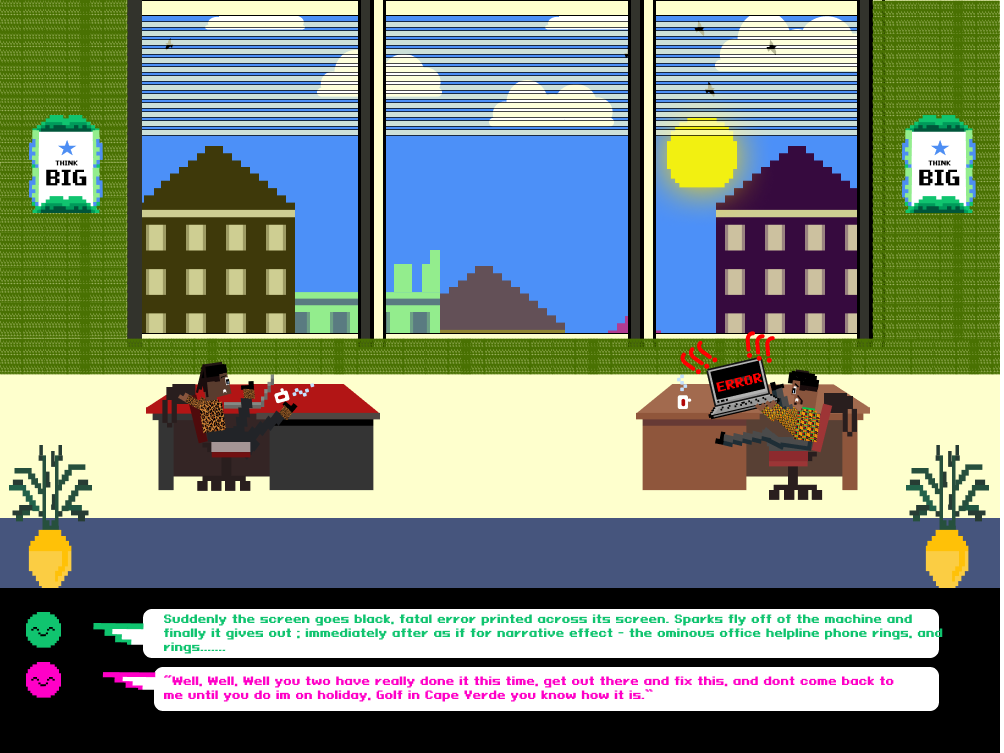 THINK
BIG
THINK
BIG
ERROR
Suddenly the screen goes black, fatal error printed across its screen. Sparks fly off of the machine and
finally it gives out ; immediately after as if for narrative effect - the ominous office helpline phone rings, and
rings.......
"Well, Well, Well you two have really done it this time, get out there and fix this, and dont come back to
me until you do im on holiday, Golf in Cape Verde you know how it is."